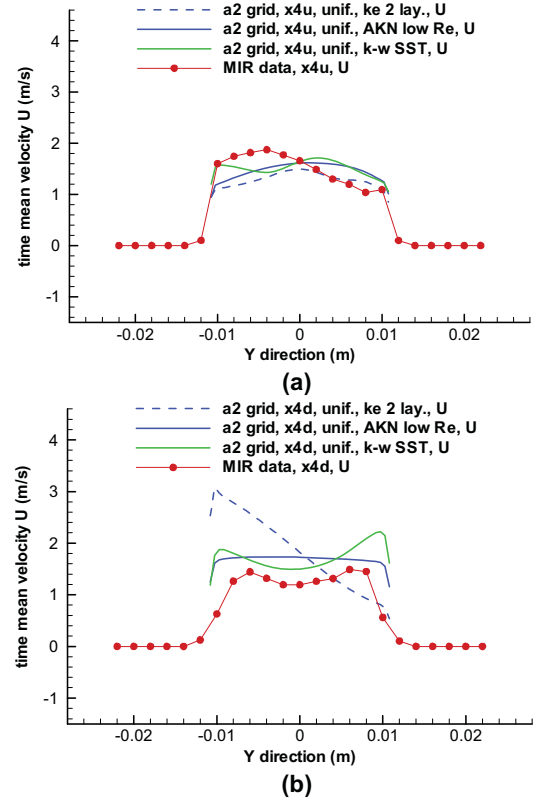 a2 grid, x4u, unif., ke 2 lay., U
a2 grid, x4u, unif., AKN low Re, U
a2 grid, x4u, unif., k-w SST, U
MIR data, x4u, U
time mean velocity U (m/s)
4
3
2
1
0
-1
-0.02
-0.01
0
0.01
0.02
Y direction (m)
(a)
a2 grid, x4d, unif., ke 2 lay., U
a2 grid, x4d, unif., AKN low Re, U
a2 grid, x4d, unif., k-w SST, U
MIR data, x4d, U
time mean velocity U (m/s)
4
3
2
1
0
-1
-0.02
-0.01
0
0.01
0.02
Y direction (m)
(b)